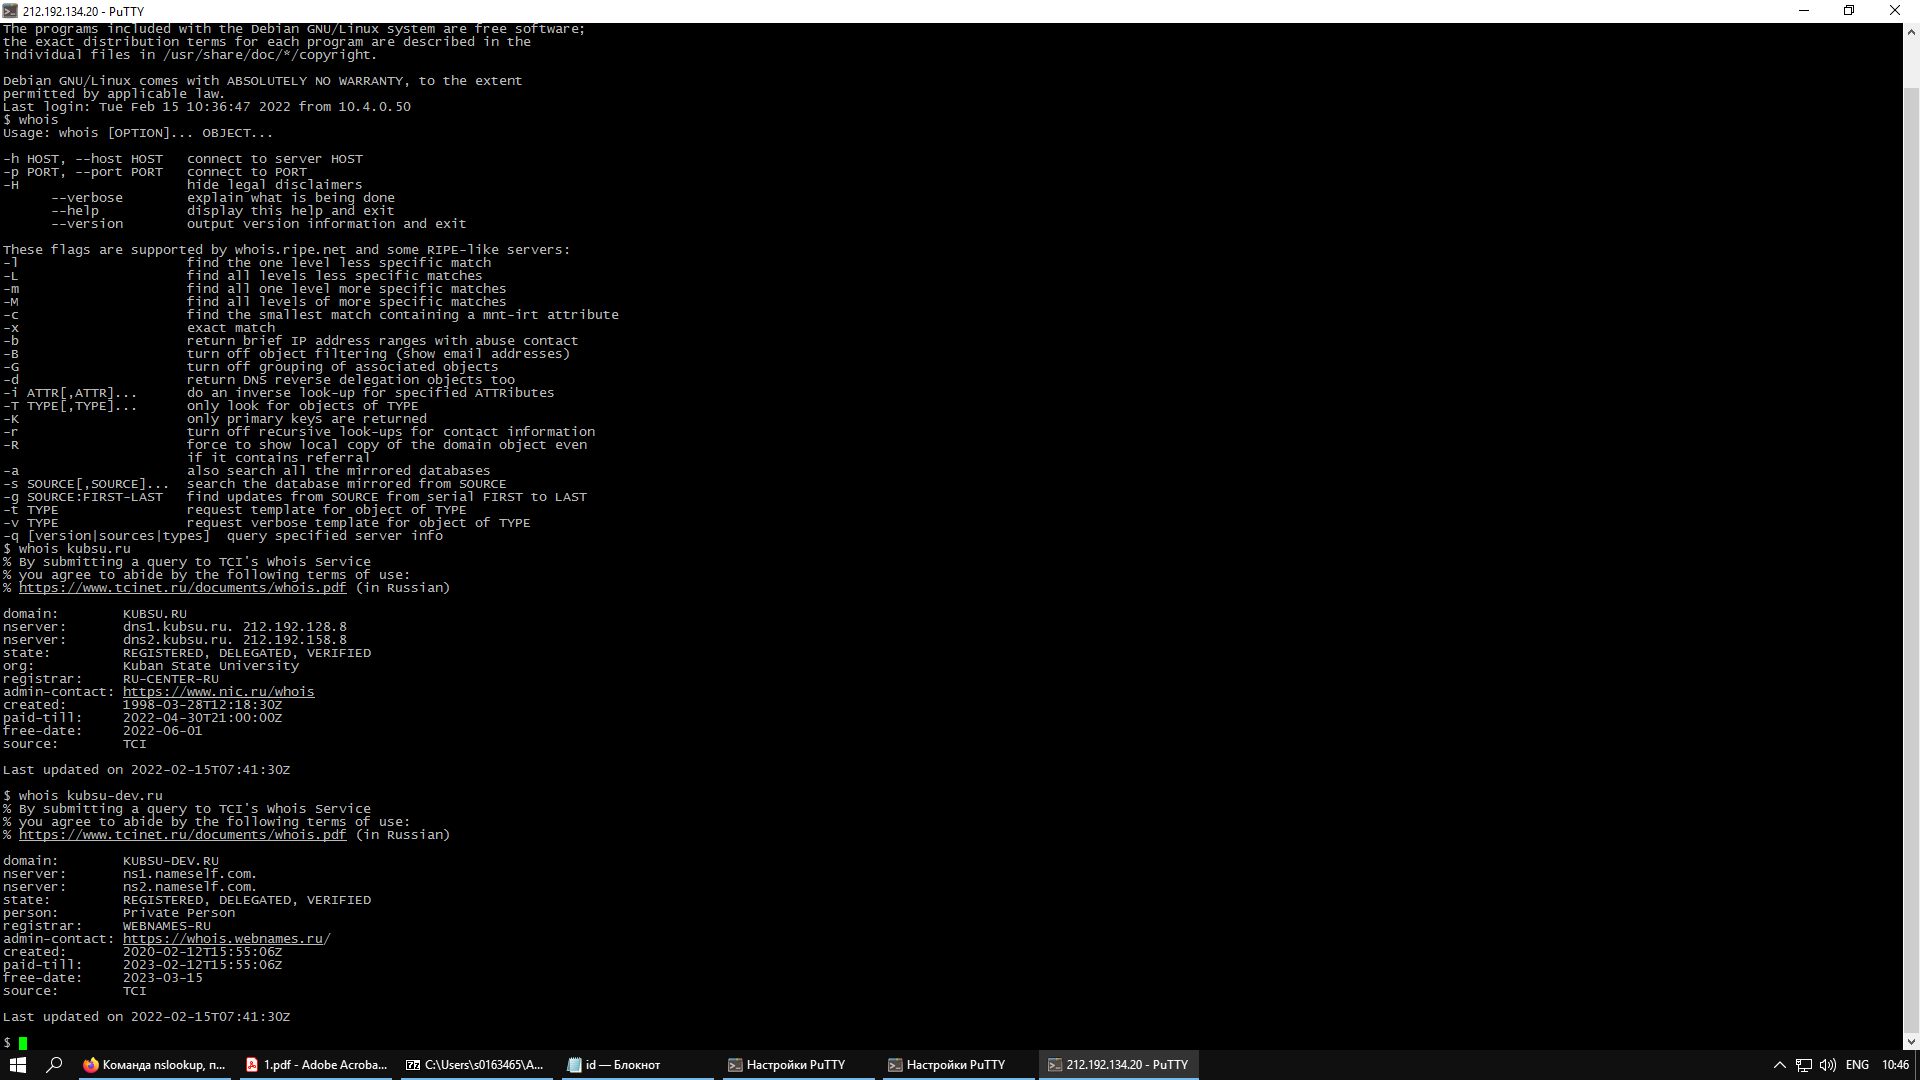 212.192.134.20 - PuTTY
The programs included with the Debian GNU/Linux system are free software;
the exact distribution terms for each program are described in the
individual files in /usr/share/doc/*/copyright.
Debian GNU/Linux comes with ABSOLUTELY NO WARRANTY, to the extent
permitted by applicable law.
Last login: Tue Feb 15 10:36:47 2022 from 10.4.0.50
$ whois
Usage: whois [OPTION]... OBJECT...
-h HOST, --host HOST   connect to server HOST
-p PORT, --port PORT   connect to PORT
-H                     hide legal disclaimers
      --verbose        explain what is being done
      --help           display this help and exit
      --version        output version information and exit
These flags are supported by whois.ripe.net and some RIPE-like servers:
-l                     find the one level less specific match
-L                     find all levels less specific matches
-m                     find all one level more specific matches
-M                     find all levels of more specific matches
-c                     find the smallest match containing a mnt-irt attribute
-x                     exact match
-b                     return brief IP address ranges with abuse contact
-B                     turn off object filtering (show email addresses)
-G                     turn off grouping of associated objects
-d                     return DNS reverse delegation objects too
-i ATTR[,ATTR]...      do an inverse look-up for specified ATTRibutes
-T TYPE[,TYPE]...      only look for objects of TYPE
-K                     only primary keys are returned
-r                     turn off recursive look-ups for contact information
-R                     force to show local copy of the domain object even
                       if it contains referral
-a                     also search all the mirrored databases
-s SOURCE[,SOURCE]...  search the database mirrored from SOURCE
-g SOURCE:FIRST-LAST   find updates from SOURCE from serial FIRST to LAST
-t TYPE                request template for object of TYPE
-v TYPE                request verbose template for object of TYPE
-q [version|sources|types]  query specified server info
$ whois kubsu.ru
% By submitting a query to TCI's Whois Service
% you agree to abide by the following terms of use:
% https://www.tcinet.ru/documents/whois.pdf (in Russian)
domain:        KUBSU.RU
nserver:       dns1.kubsu.ru. 212.192.128.8
nserver:       dns2.kubsu.ru. 212.192.158.8
state:         REGISTERED, DELEGATED, VERIFIED
org:           Kuban State University
registrar:     RU-CENTER-RU
admin-contact: https://www.nic.ru/whois
created:       1998-03-28T12:18:30Z
paid-till:     2022-04-30T21:00:00Z
free-date:     2022-06-01
source:        TCI
Last updated on 2022-02-15T07:41:30Z
$ whois kubsu-dev.ru
% By submitting a query to TCI's Whois Service
% you agree to abide by the following terms of use:
% https://www.tcinet.ru/documents/whois.pdf (in Russian)
domain:        KUBSU-DEV.RU
nserver:       ns1.nameself.com.
nserver:       ns2.nameself.com.
state:         REGISTERED, DELEGATED, VERIFIED
person:        Private Person
registrar:     WEBNAMES-RU
admin-contact: https://whois.webnames.ru/
created:       2020-02-12T15:55:06Z
paid-till:     2023-02-12T15:55:06Z
free-date:     2023-03-15
source:        TCI
Last updated on 2022-02-15T07:41:30Z
$
Команда nslookup, п... 1.pdf - Adobe Acroba... C:\Users\s0163465\A... id — Блокнот Настройки PuTTY Настройки PuTTY 212.192.134.20 - PuTTY ENG 10:46